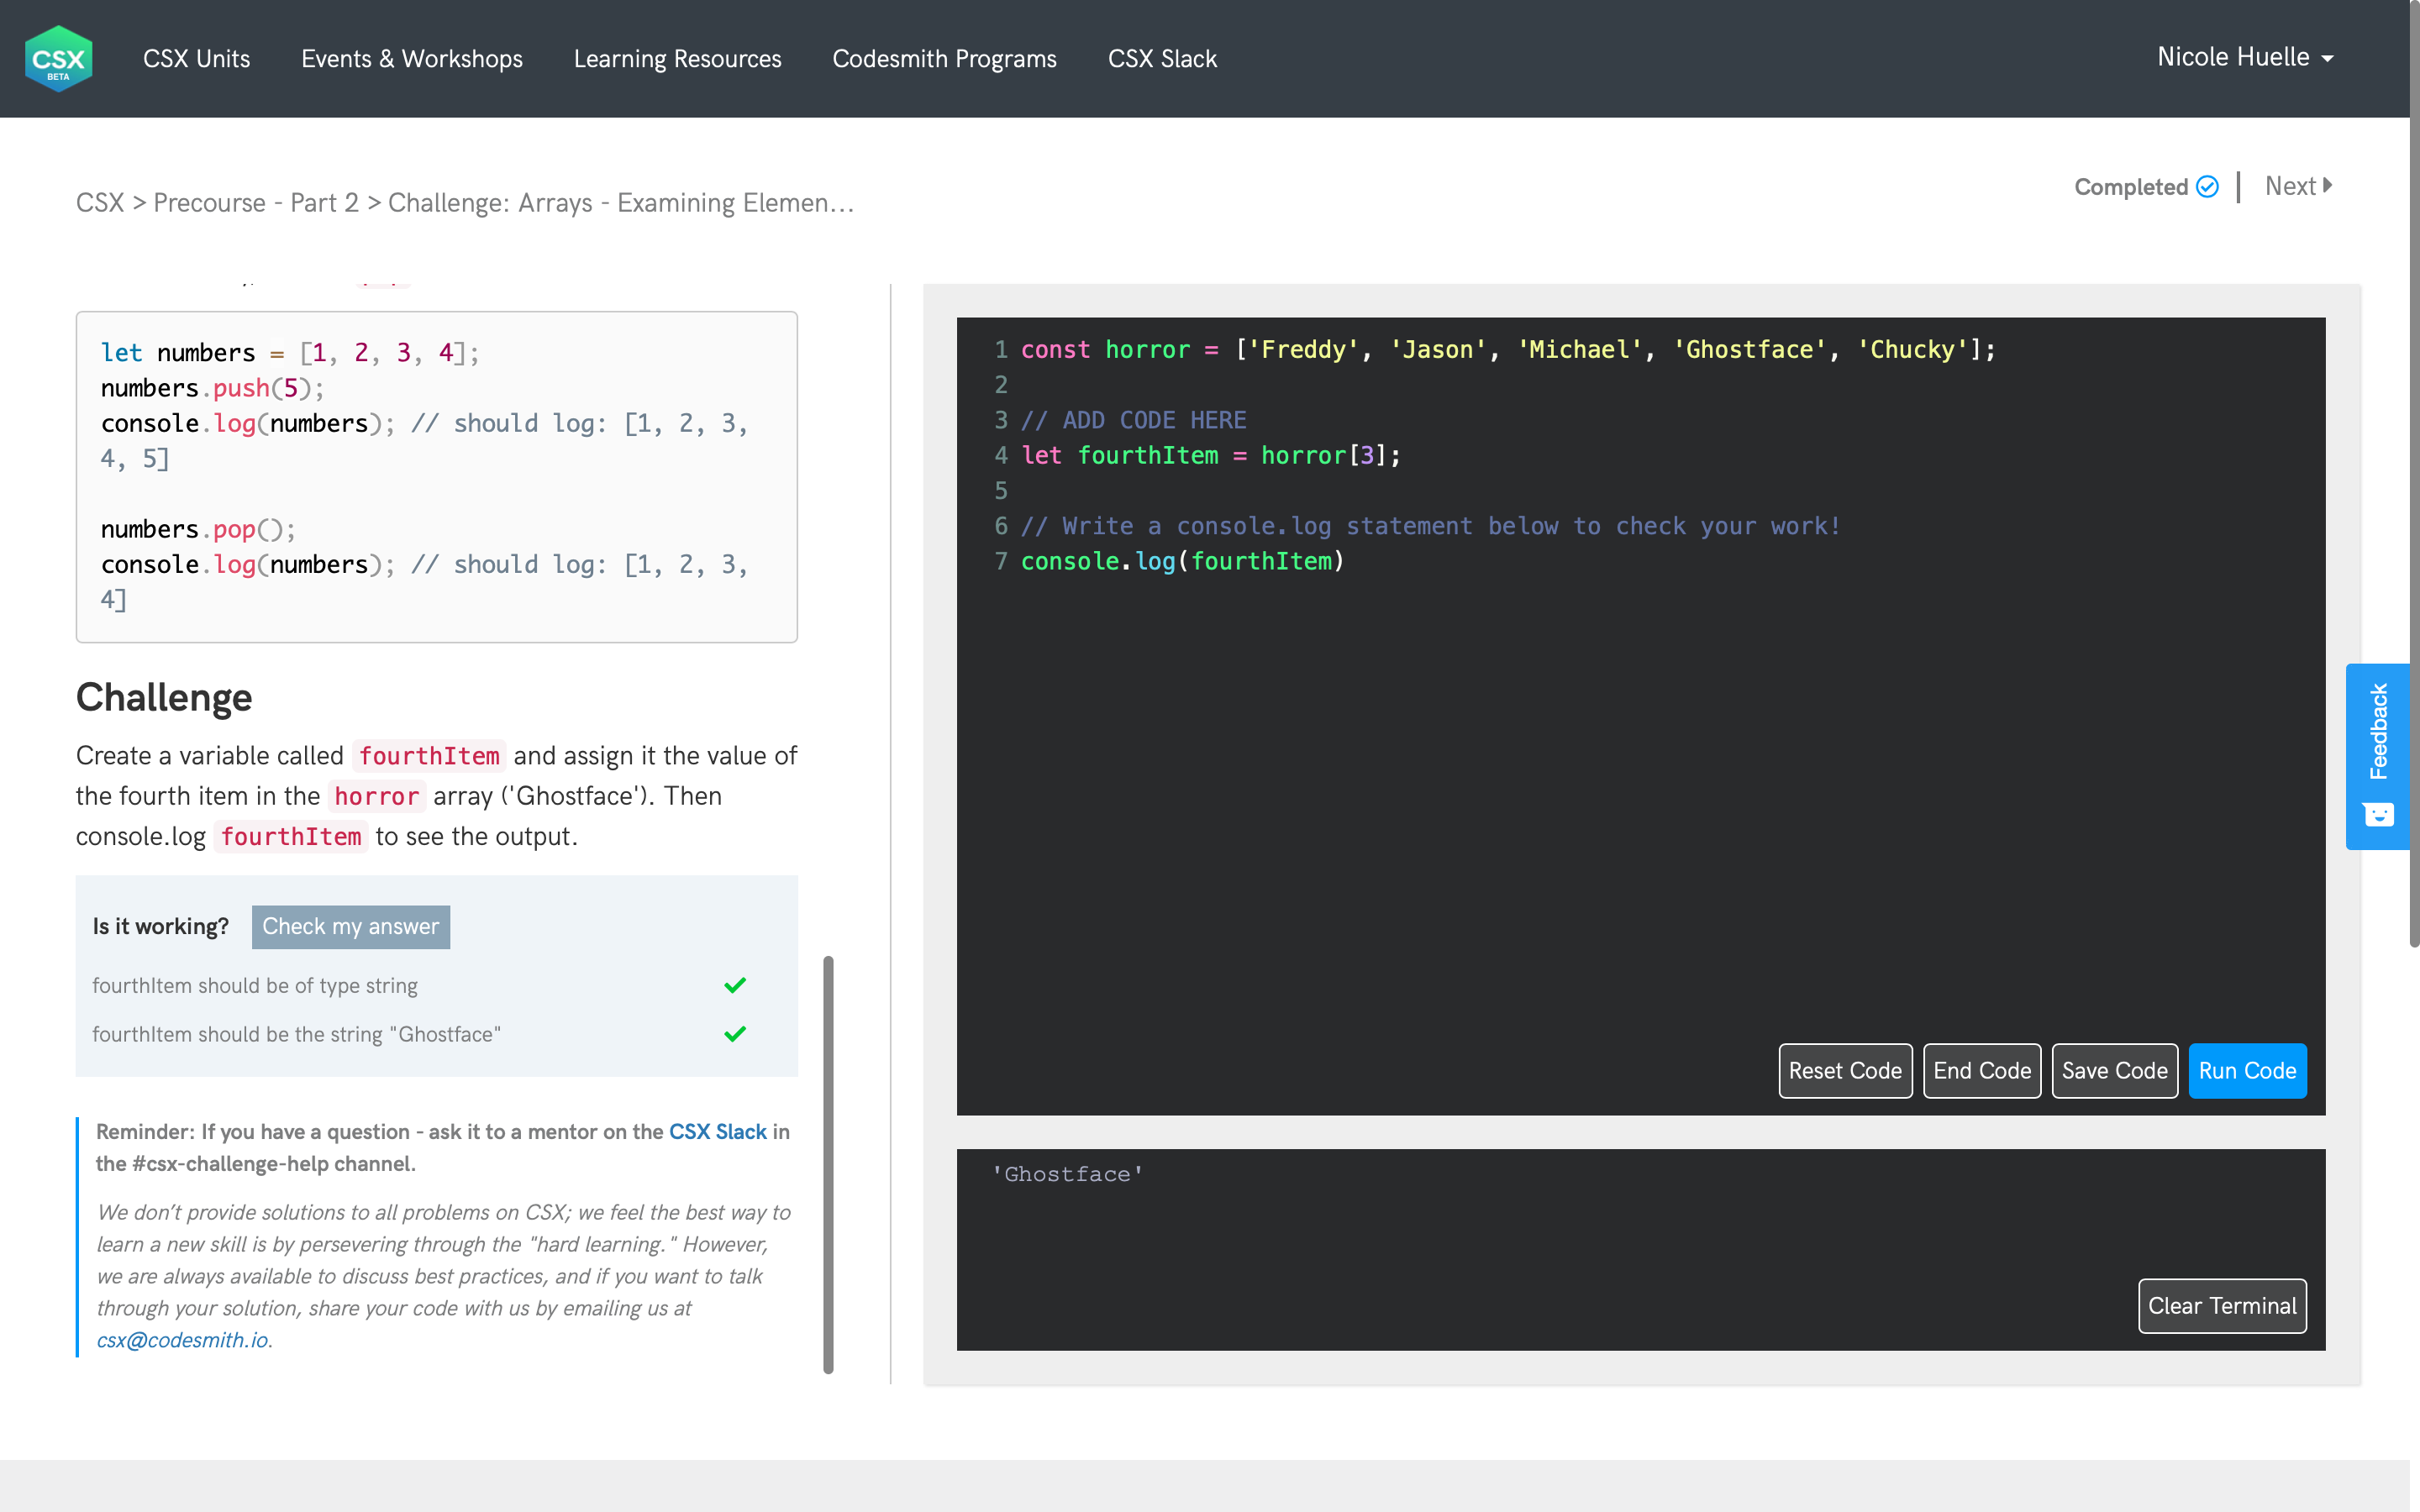 CSX
BETA
CSX Units
Events & Workshops
Learning Resources
Codesmith Programs
CSX Slack
Nicole Huelle
CSX > Precourse - Part 2 > Challenge: Arrays - Examining Elemen...
Completed
Next
let numbers = [1, 2, 3, 4];
numbers.push(5);
console.log(numbers); // should log: [1, 2, 3,
4, 5]
numbers.pop();
console.log(numbers); // should log: [1, 2, 3,
4]
Challenge
Create a variable called fourthItem and assign it the value of
the fourth item in the horror array ('Ghostface'). Then
console.log fourthItem to see the output.
Is it working?
Check my answer
fourthItem should be of type string
fourthItem should be the string "Ghostface"
Reminder: If you have a question - ask it to a mentor on the CSX Slack in
the #csx-challenge-help channel.
We don’t provide solutions to all problems on CSX; we feel the best way to
learn a new skill is by persevering through the "hard learning." However,
we are always available to discuss best practices, and if you want to talk
through your solution, share your code with us by emailing us at
csx@codesmith.io.
1 const horror = ['Freddy', 'Jason', 'Michael', 'Ghostface', 'Chucky'];
2
3 // ADD CODE HERE
4 let fourthItem = horror[3];
5
6 // Write a console.log statement below to check your work!
7 console.log(fourthItem)
Reset Code
End Code
Save Code
Run Code
'Ghostface'
Clear Terminal
Feedback